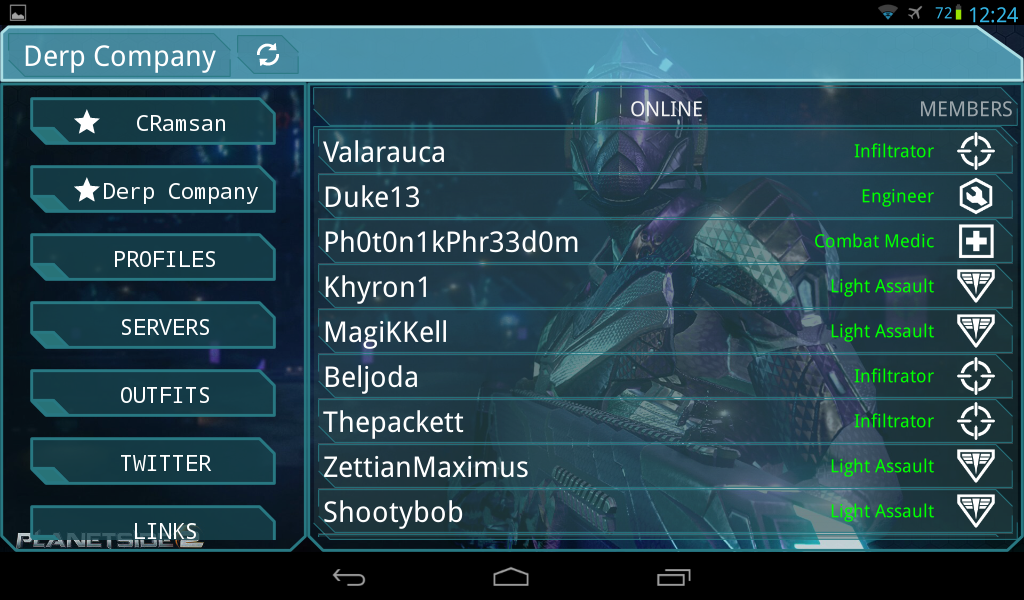 72 12:24
Derp Company
CRamsan
Derp Company
PROFILES
SERVERS
OUTFITS
TWITTER
LINKS
PLANETSIDE 2
ONLINE MEMBERS
Valarauca Infiltrator
Duke13 Engineer
Ph0t0n1kPhr33d0m Combat Medic
Khyron1 Light Assault
MagiKKell Light Assault
Beljoda Infiltrator
Thepackett Infiltrator
ZettianMaximus Light Assault
Shootybob Light Assault